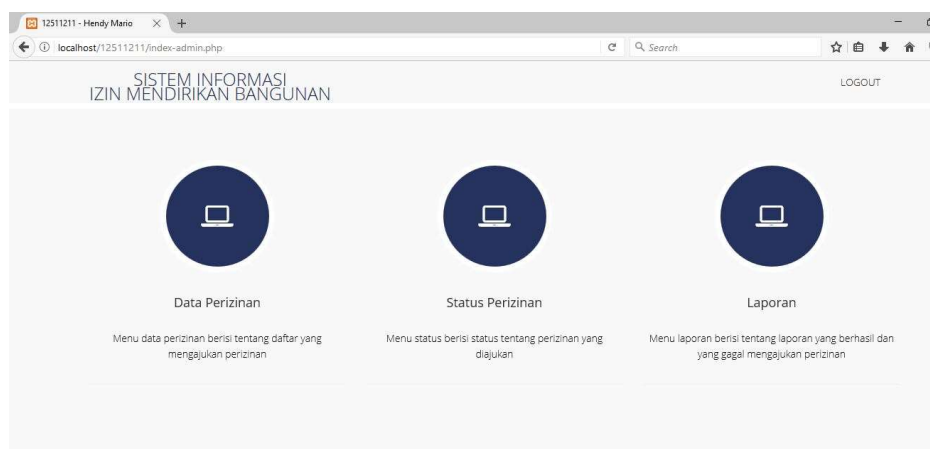 12511211 - Hendy Mario
localhost/12511211/index-admin.php
Search
SISTEM INFORMASI
IZIN MENDIRIKAN BANGUNAN
LOGOUT
Data Perizinan
Menu data perizinan berisi tentang daftar yang
mengajukan perizinan
Status Perizinan
Menu status berisi status tentang perizinan yang
diajukan
Laporan
Menu laporan berisi tentang laporan yang berhasil dan
yang gagal mengajukan perizinan